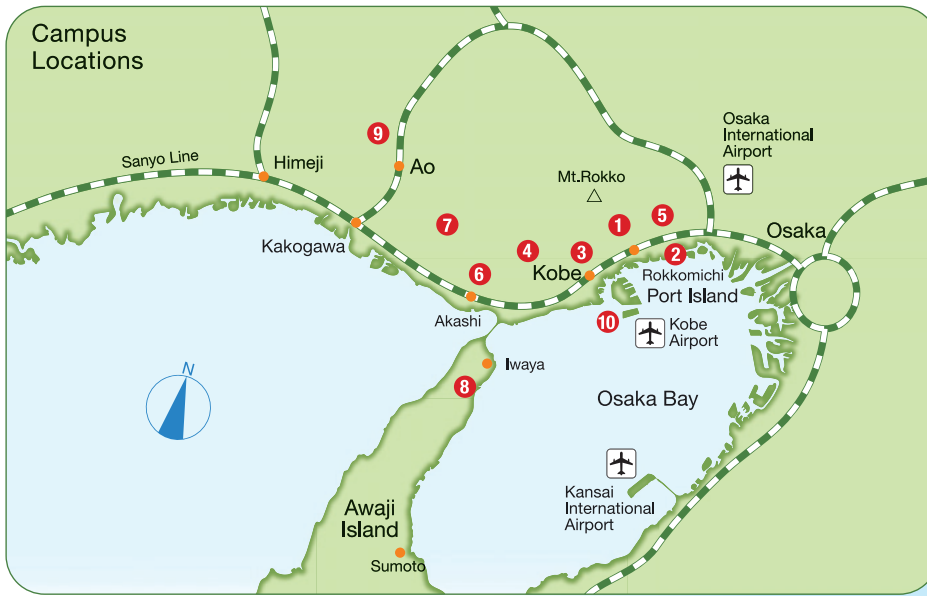 Campus
Locations
Osaka
International
Airport
9
Ao
Sanyo Line
Himeji
Mt.Rokko
5
1
7
Osaka
Kakogawa
4
3
2
Kobe
Rokkomichi
6
Port Island
Akashi
10
Kobe
Airport
N
Iwaya
8
Osaka Bay
Kansai
International
Airport
Awaji
Island
Sumoto